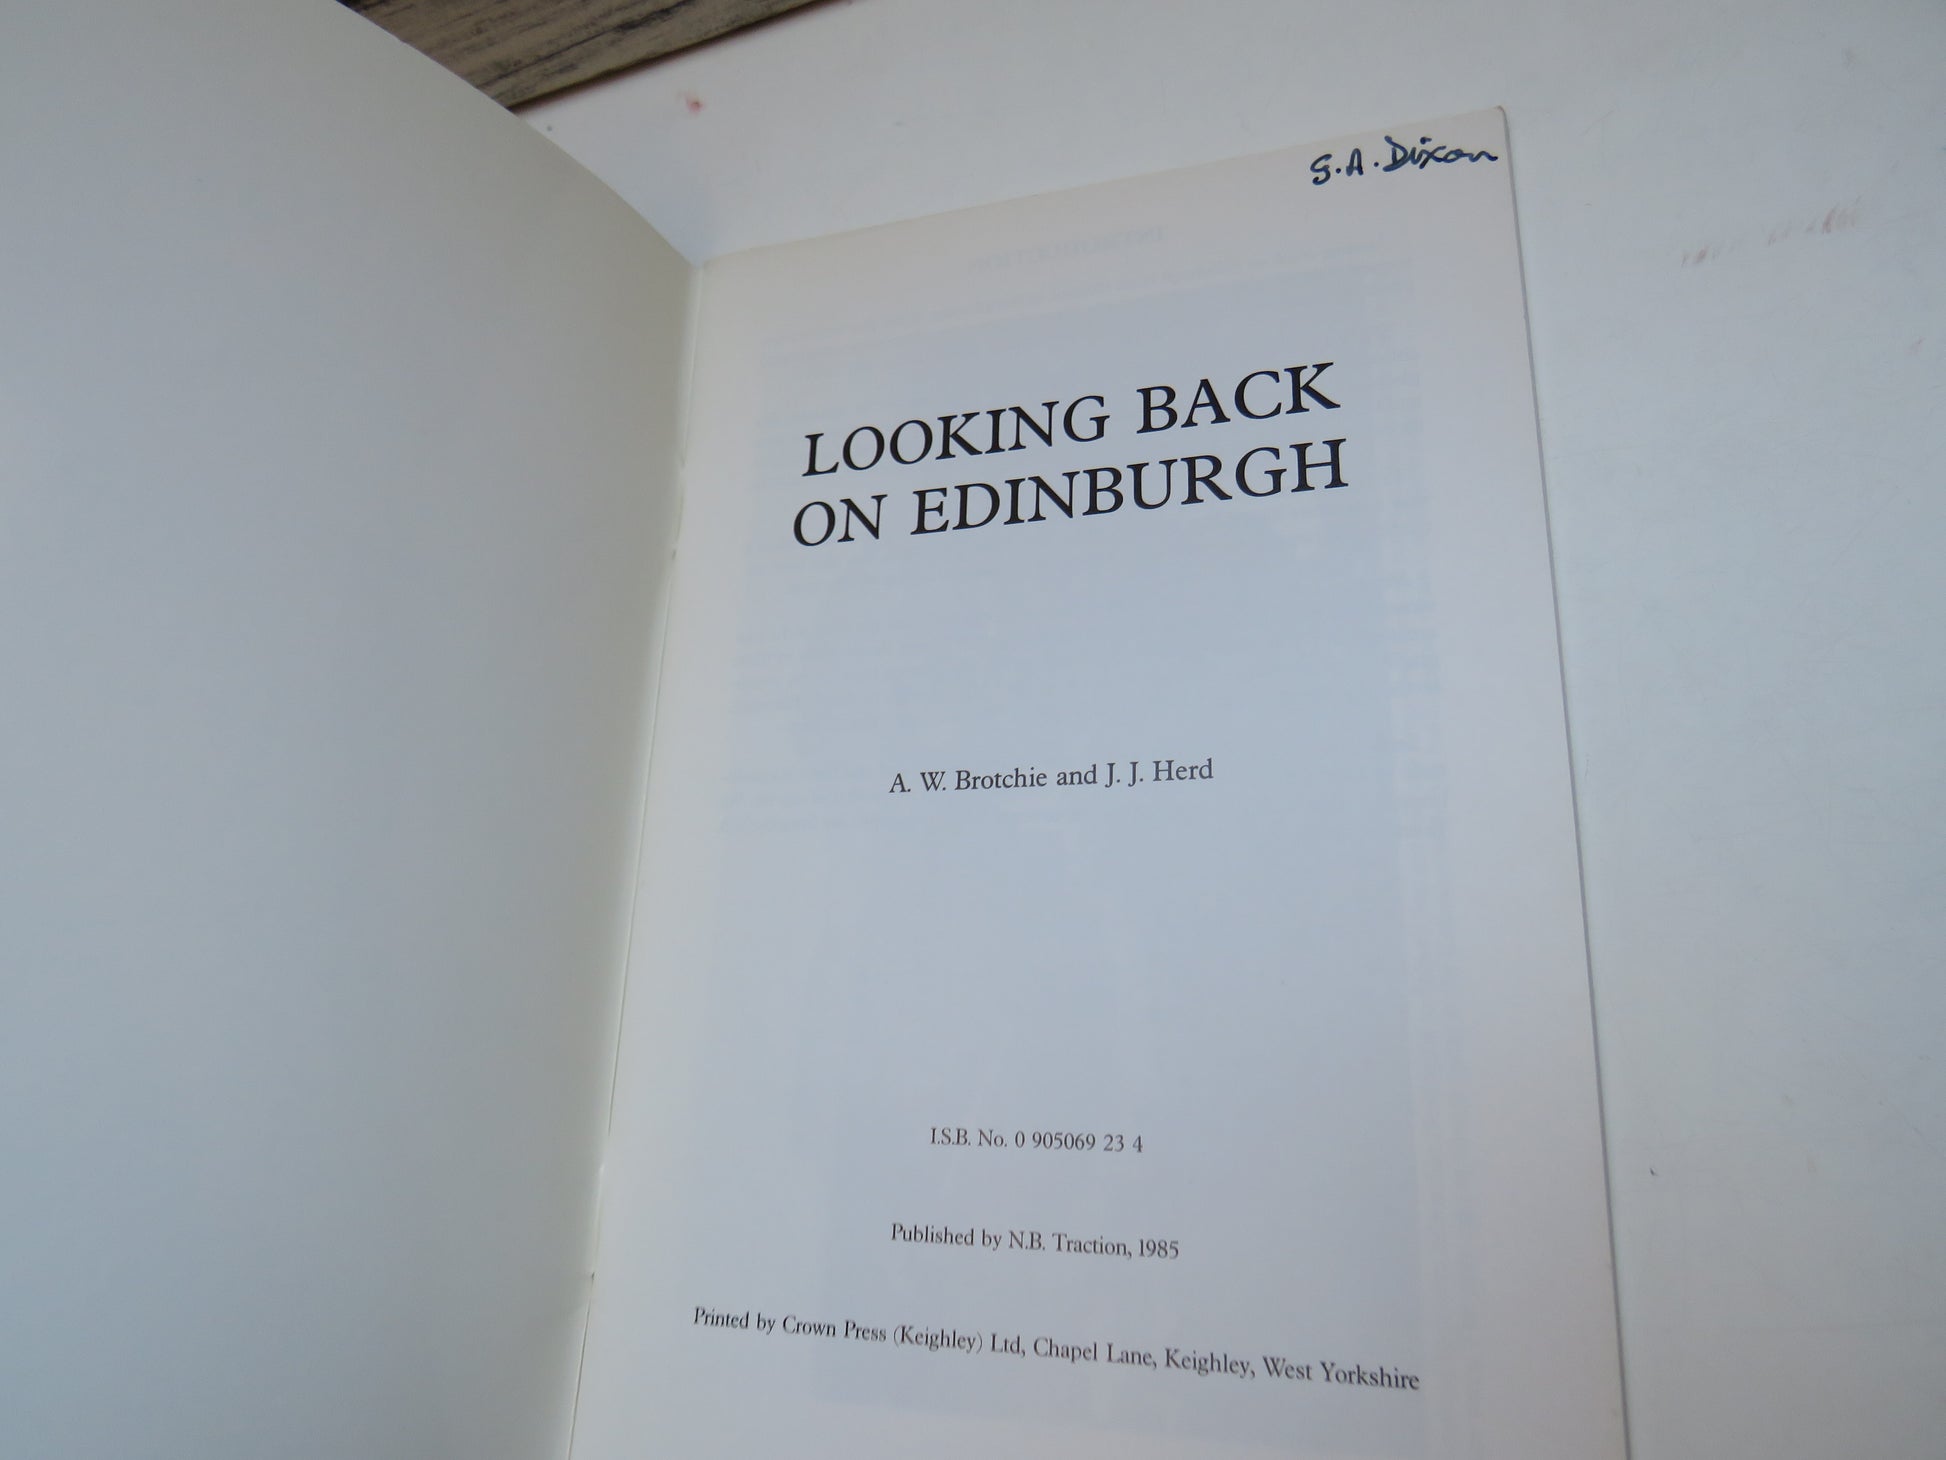 G.A. Dixon
LOOKING BACK
ON EDINBURGH
A. W. Brotchie and J. J. Herd
I.S.B. No. 0 905069 23 4
Published by N.B. Traction, 1985
Printed by Crown Press (Keighley) Ltd, Chapel Lane, Keighley, West Yorkshire